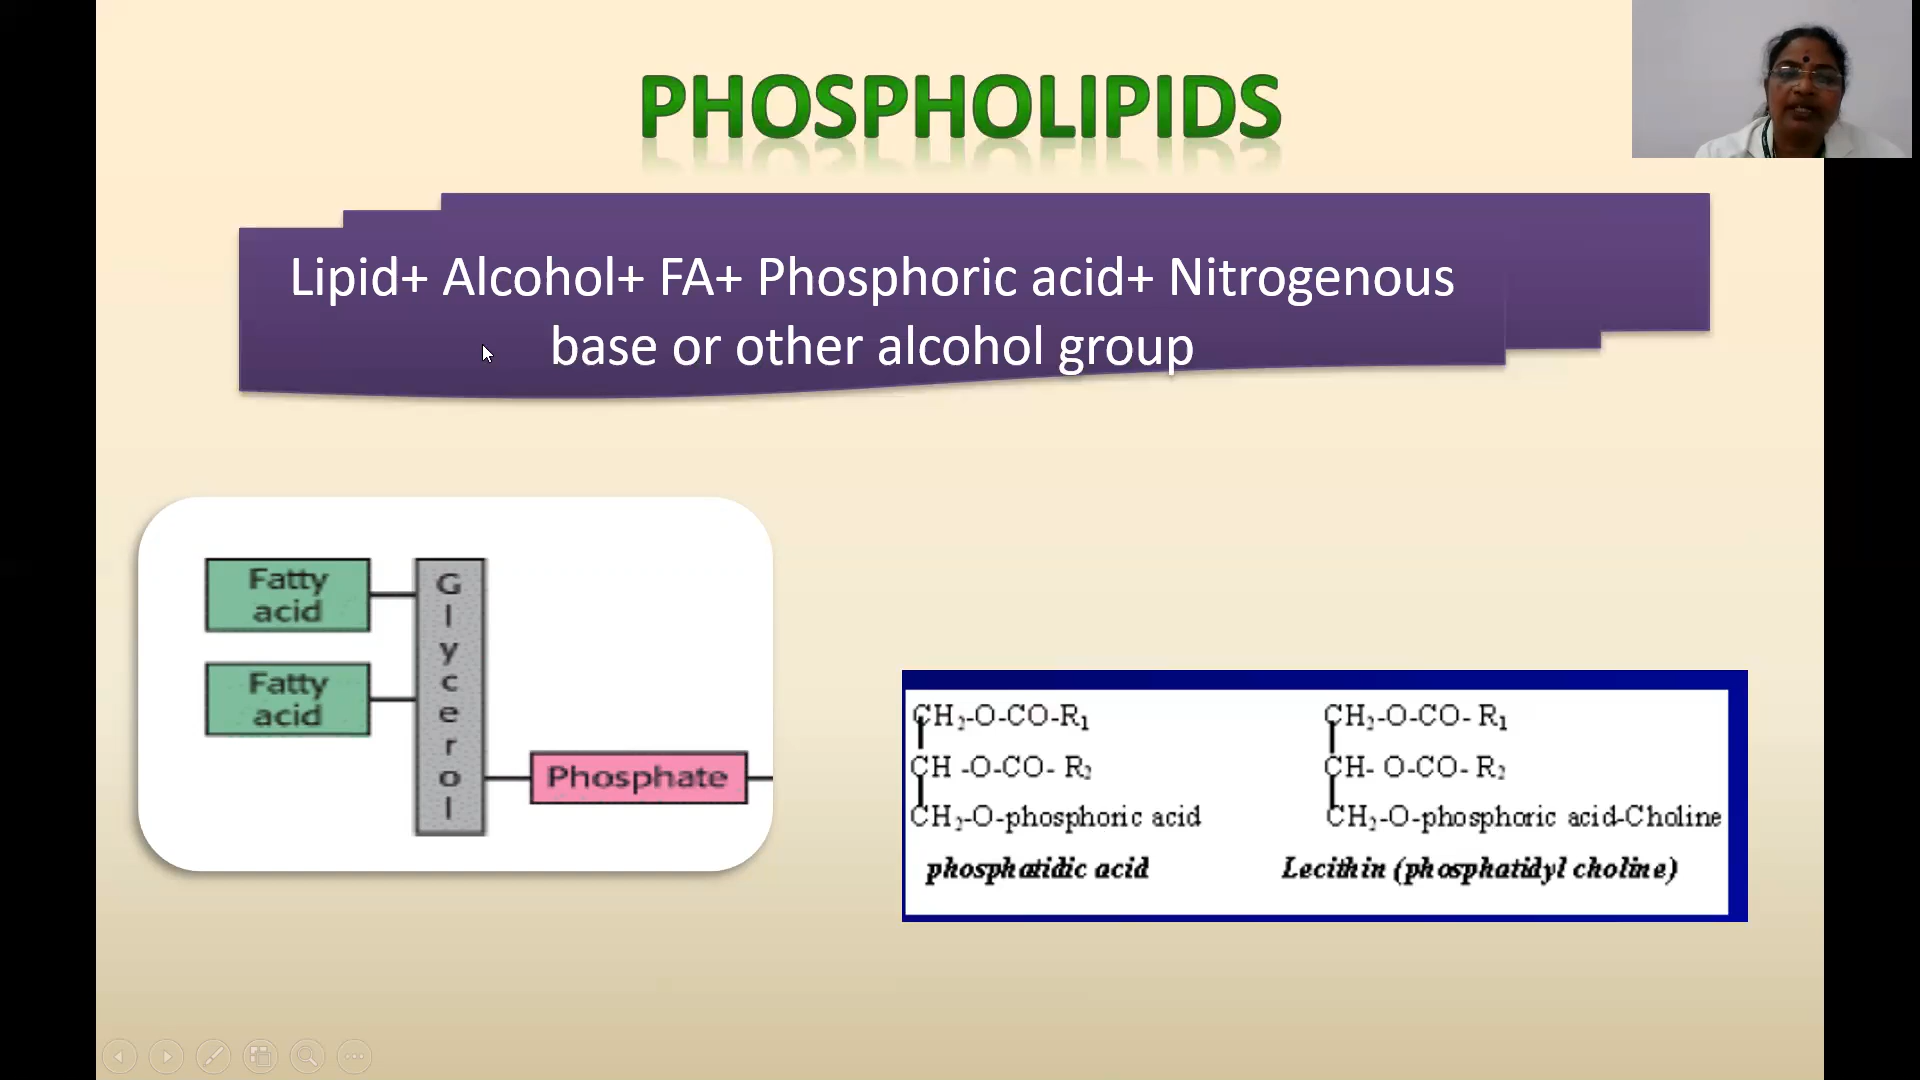 PHOSPHOLIPIDS
Lipid+ Alcohol+ FA+ Phosphoric acid+ Nitrogenous
base or other alcohol group
Fatty
acid
Fatty
acid
Glycerol
Phosphate
CH₂-O-CO-R₁
CH -O-CO- R₂
CH₂-O-phosphoric acid
phosphatidic acid
CH₂-O-CO- R₁
CH- O-CO- R₂
CH₂-O-phosphoric acid-Choline
Lecithin (phosphatidyl choline)